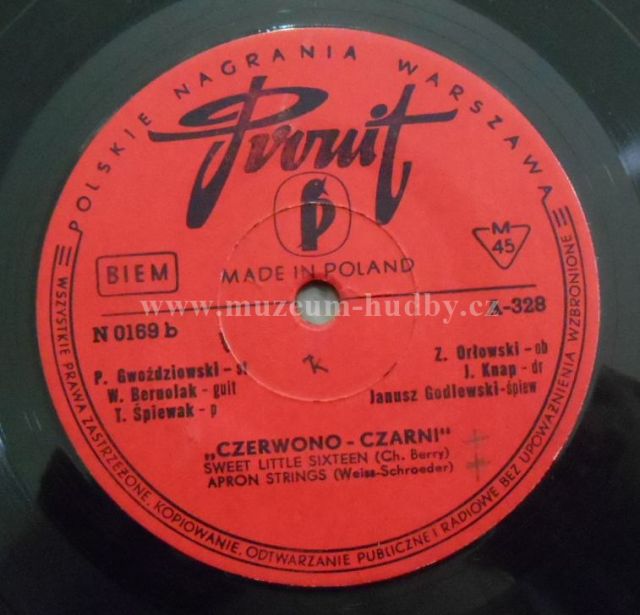 POLSKIE NAGRANIA WARSZAWA
Pronit
P
BIEM
MADE IN POLAND
M
45
www.muzeum-hudby.cz
N 0169 b
-328
P. Gwoździowski -
W. Bernolak - guit
T. Śpiewak - p
Z. Orłowski - ob
J. Knap - dr
Janusz Godlewski-śpiew
K
„CZERWONO - CZARNI"
SWEET LITTLE SIXTEEN (Ch. Berry)
APRON STRINGS (Weiss-Schroeder)
WSZYSTKIE PRAWA ZASTRZEŻONE, KOPIOWANIE, ODTWARZANIE PUBLICZNE I RADIOWE BEZ UPOWAŻNIENIA WZBRONIONE